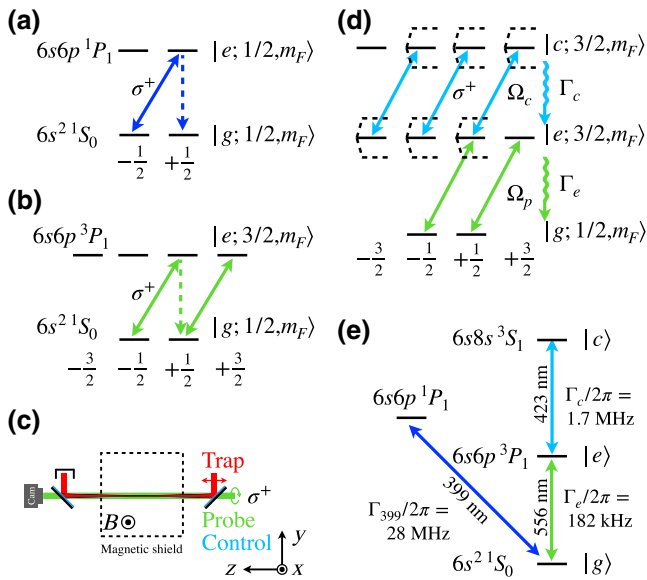 (a)
6s6p ¹P₁
|e; 1/2,m_F⟩
σ⁺
6s² ¹S₀
|g; 1/2,m_F⟩
−1/2
+1/2
(b)
6s6p ³P₁
|e; 3/2,m_F⟩
σ⁺
6s² ¹S₀
|g; 1/2,m_F⟩
−3/2
−1/2
+1/2
+3/2
(c)
Cam
Trap
σ⁺
B
Probe
Control
Magnetic shield
y
z
x
(d)
|c; 3/2,m_F⟩
σ⁺
Ω_c
Γ_c
|e; 3/2,m_F⟩
Ω_p
Γ_e
|g; 1/2,m_F⟩
−3/2
−1/2
+1/2
+3/2
(e)
6s8s ³S₁
|c⟩
423 nm
Γ_c/2π =
1.7 MHz
6s6p ¹P₁
6s6p ³P₁
|e⟩
399 nm
Γ₃₉₉/2π =
28 MHz
556 nm
Γ_e/2π =
182 kHz
6s² ¹S₀
|g⟩